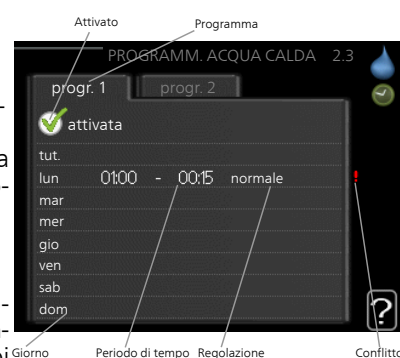 Attivato
Programma
PROGRAMM. ACQUA CALDA 2.3
progr. 1 progr. 2
attivata
tut.
lun 01:00 - 00:15 normale !
mar
mer
gio
ven
sab
dom
?
Giorno Periodo di tempo Regolazione Conflitto